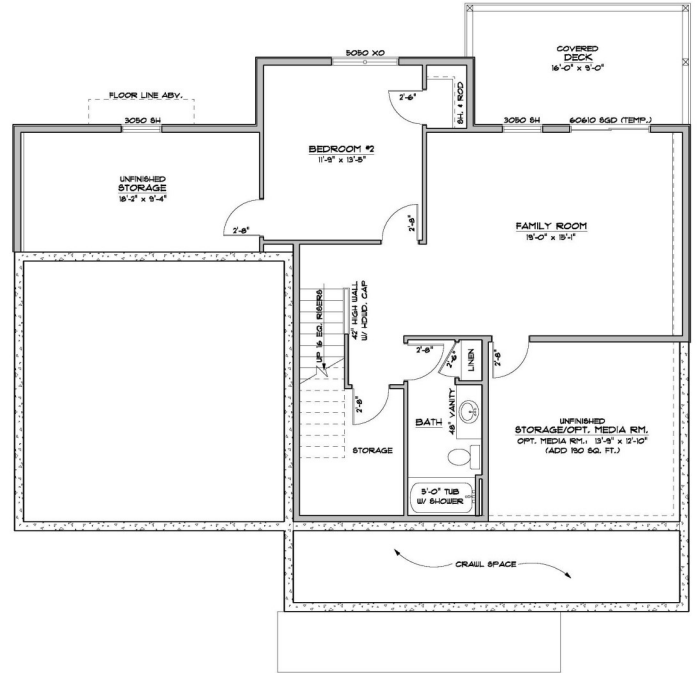 COVERED
DECK
16'-0" x 9'-0"
5050 XO
2'-6"
SH. & ROD
FLOOR LINE ABV.
3050 SH
3050 SH
60610 SGD (TEMP.)
BEDROOM #2
11'-9" x 13'-8"
UNFINISHED
STORAGE
18'-2" x 9'-4"
2'-8"
2'-8"
FAMILY ROOM
19'-0" x 15'-1"
UP 16 EQ. RISERS
42" HIGH WALL
W/ HDWD. CAP
2'-8"
2'-6"
LINEN
2'-8"
2'-8"
BATH
48" VANITY
STORAGE
UNFINISHED
STORAGE/OPT. MEDIA RM.
OPT. MEDIA RM.: 13'-9" x 12'-10"
(ADD 190 SQ. FT.)
5'-0" TUB
W/ SHOWER
CRAWL SPACE